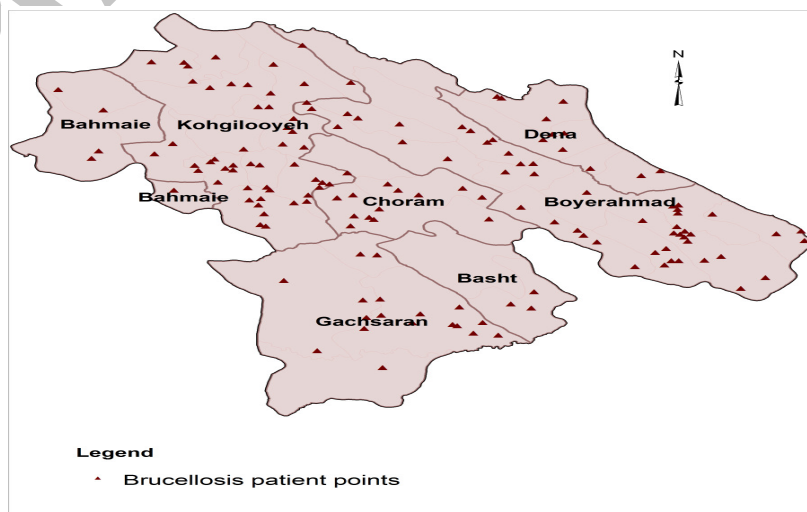 N
Bahmaie
Kohgilooyeh
Dena
Bahmaie
Choram
Boyerahmad
Basht
Gachsaran
Legend
Brucellosis patient points